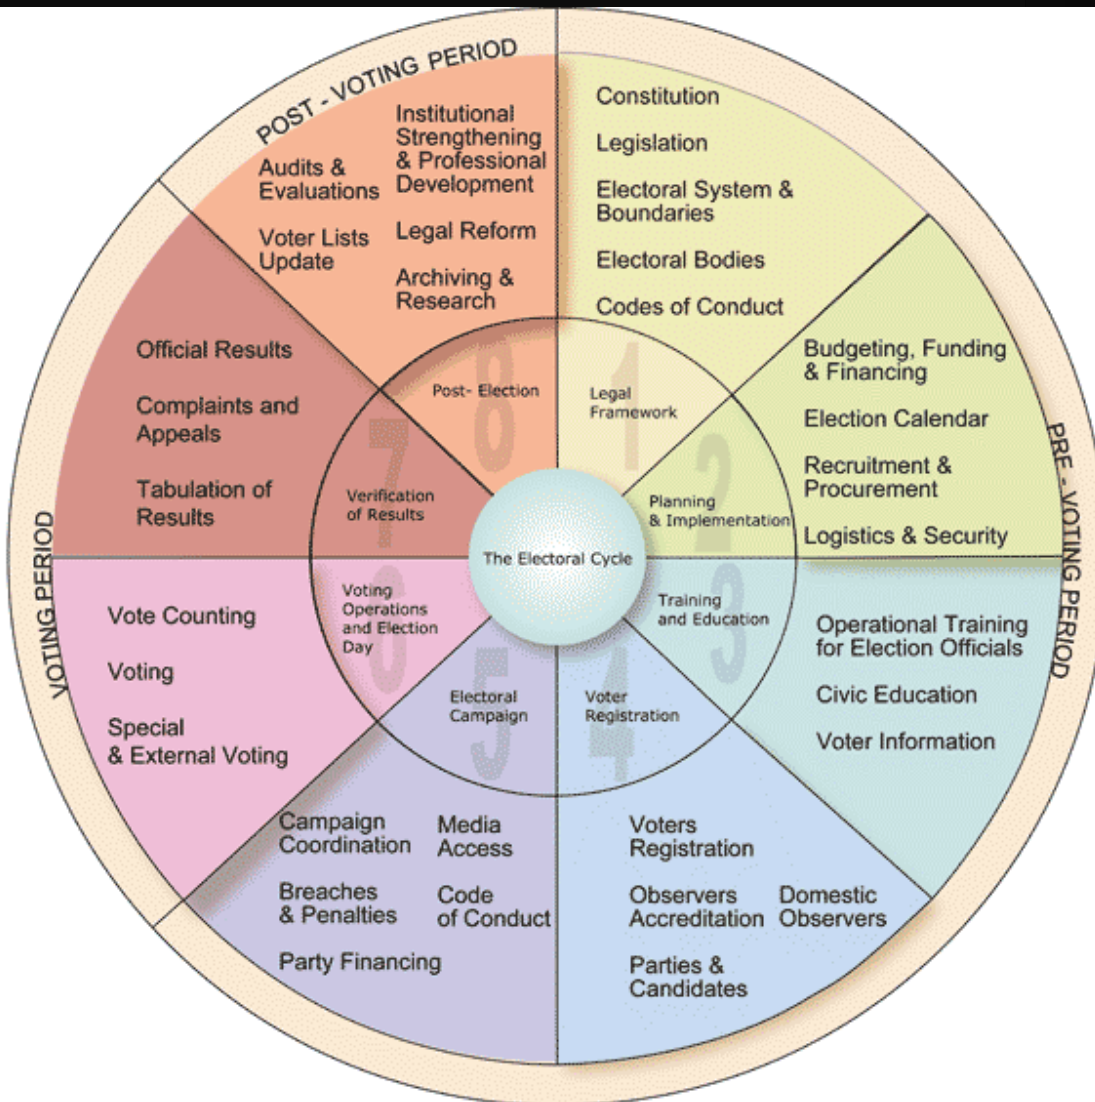 POST - VOTING PERIOD
PRE - VOTING PERIOD
VOTING PERIOD
The Electoral Cycle
1
Legal
Framework
Constitution
Legislation
Electoral System &
Boundaries
Electoral Bodies
Codes of Conduct
2
Planning
& Implementation
Budgeting, Funding
& Financing
Election Calendar
Recruitment &
Procurement
Logistics & Security
3
Training
and Education
Operational Training
for Election Officials
Civic Education
Voter Information
4
Voter
Registration
Voters
Registration
Observers
Accreditation
Domestic
Observers
Parties &
Candidates
5
Electoral
Campaign
Campaign
Coordination
Media
Access
Breaches
& Penalties
Code
of Conduct
Party Financing
6
Voting
Operations
and Election
Day
Vote Counting
Voting
Special
& External Voting
7
Verification
of Results
Official Results
Complaints and
Appeals
Tabulation of
Results
8
Post- Election
Audits &
Evaluations
Voter Lists
Update
Institutional
Strengthening
& Professional
Development
Legal Reform
Archiving &
Research